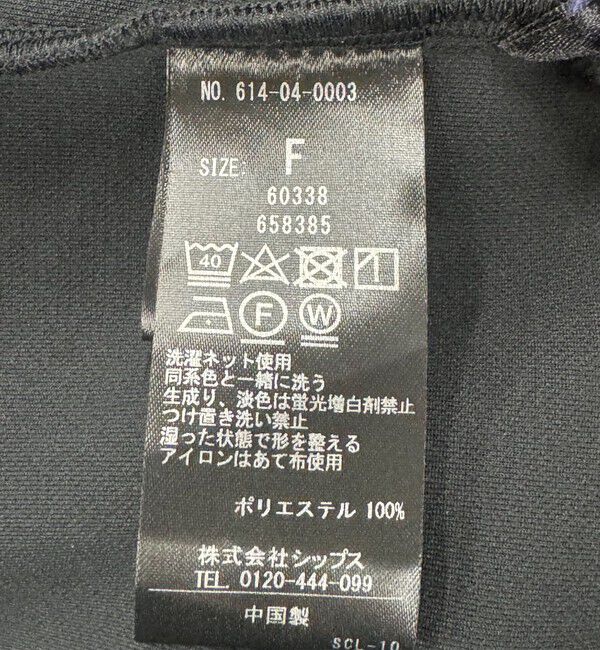 NO. 614-04-0003
SIZE: F
60338
658385
40
F W
洗濯ネット使用
同系色と一緒に洗う
生成り、淡色は蛍光増白剤禁止
つけ置き洗い禁止
湿った状態で形を整える
アイロンはあて布使用
ポリエステル 100%
株式会社シップス
TEL. 0120-444-099
中国製
SCL-10